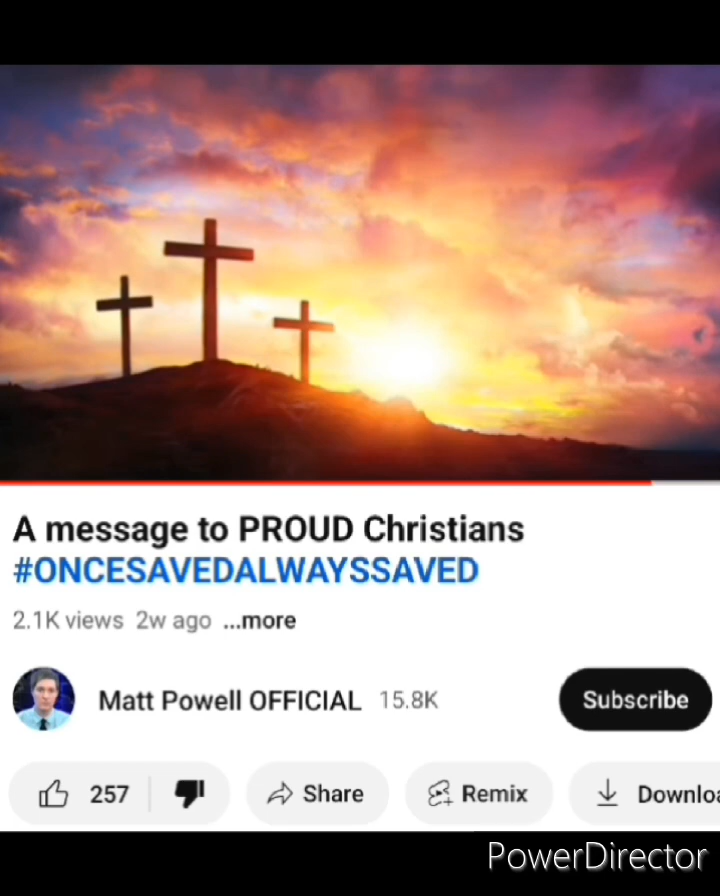 A message to PROUD Christians
#ONCESAVEDALWAYSSAVED
2.1K views 2w ago ...more
Matt Powell OFFICIAL 15.8K Subscribe
257 Share Remix Downloa
PowerDirector